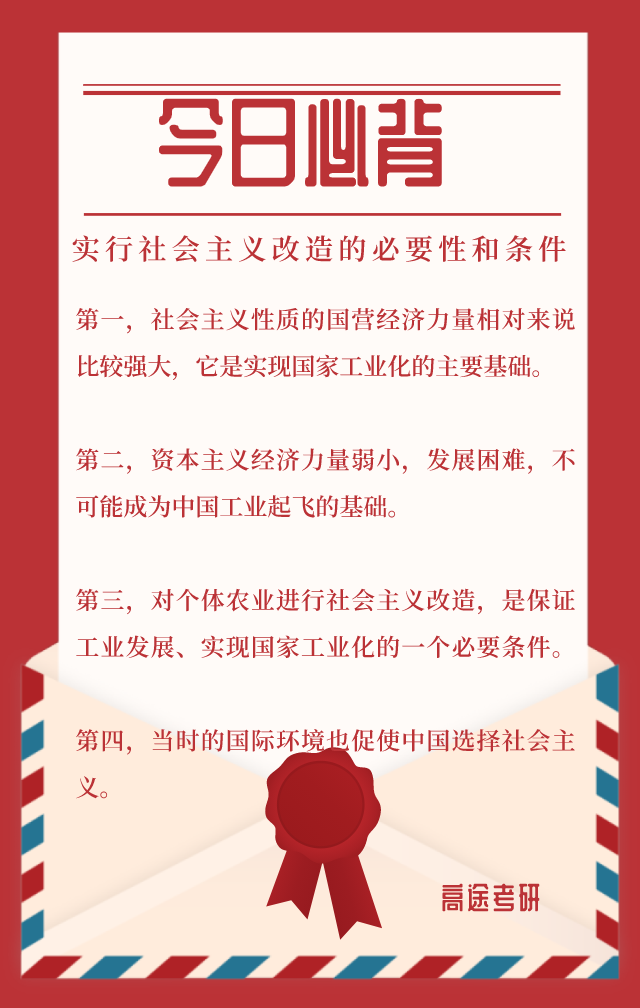 今日必背
实行社会主义改造的必要性和条件
第一，社会主义性质的国营经济力量相对来说
比较强大，它是实现国家工业化的主要基础。
第二，资本主义经济力量弱小，发展困难，不
可能成为中国工业起飞的基础。
第三，对个体农业进行社会主义改造，是保证
工业发展、实现国家工业化的一个必要条件。
第四，当时的国际环境也促使中国选择社会主
义。
高途考研